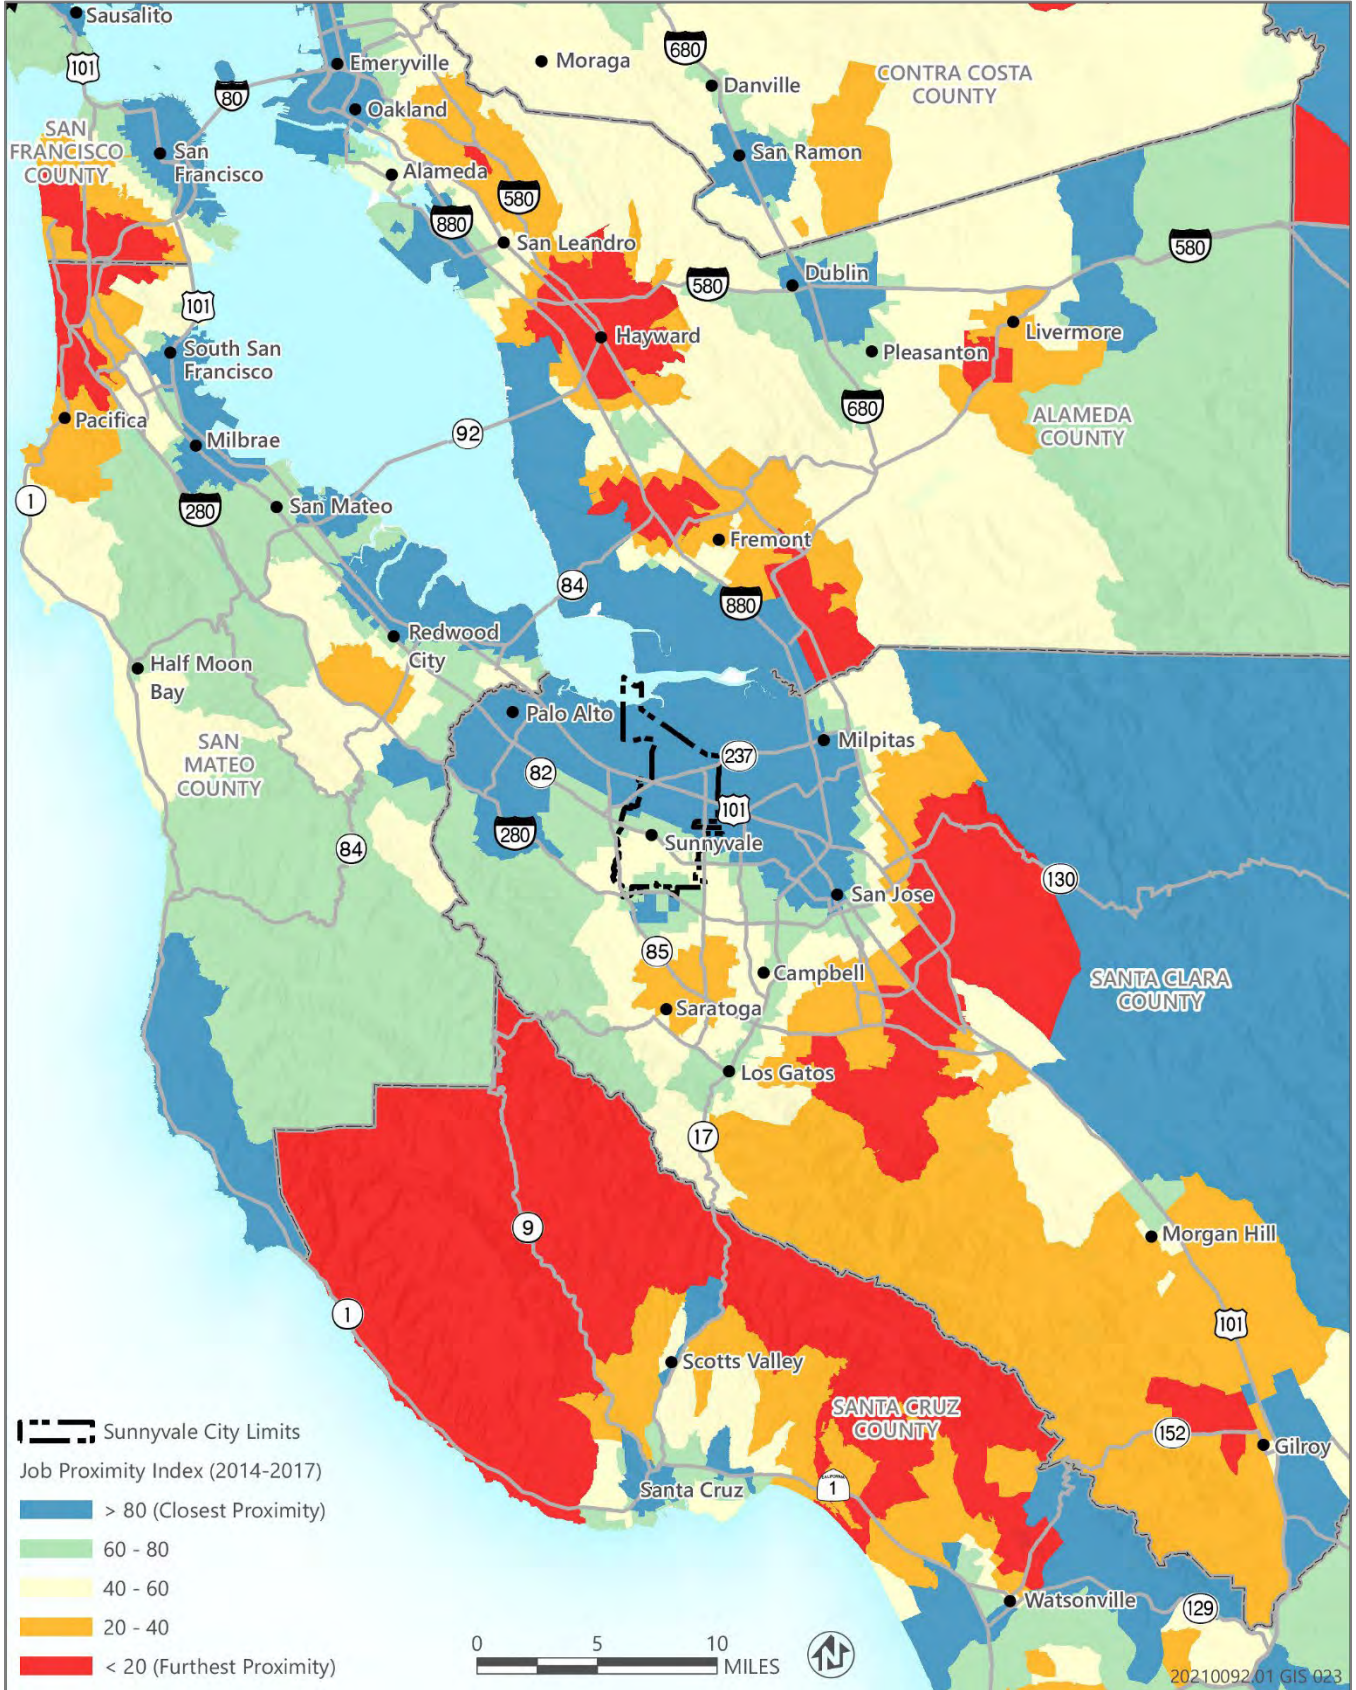 Sausalito
101
Emeryville
Moraga
680
Danville
CONTRA COSTA
COUNTY
80
Oakland
SAN
FRANCISCO
COUNTY
San
Francisco
San Ramon
Alameda
580
880
San Leandro
580
580
Dublin
101
Hayward
Livermore
South San
Francisco
Pleasanton
680
Pacifica
92
ALAMEDA
COUNTY
Milbrae
1
280
San Mateo
Fremont
84
880
Redwood
City
Half Moon
Bay
Palo Alto
SAN
MATEO
COUNTY
237
Milpitas
82
101
280
Sunnyvale
84
130
San Jose
85
Campbell
SANTA CLARA
COUNTY
Saratoga
Los Gatos
17
9
Morgan Hill
1
101
Scotts Valley
SANTA CRUZ
COUNTY
152
Gilroy
Sunnyvale City Limits
Job Proximity Index (2014-2017)
CALIFORNIA
1
Santa Cruz
> 80 (Closest Proximity)
60 - 80
40 - 60
20 - 40
< 20 (Furthest Proximity)
Watsonville
129
0 5 10
MILES
N
20210092.01 GIS 023